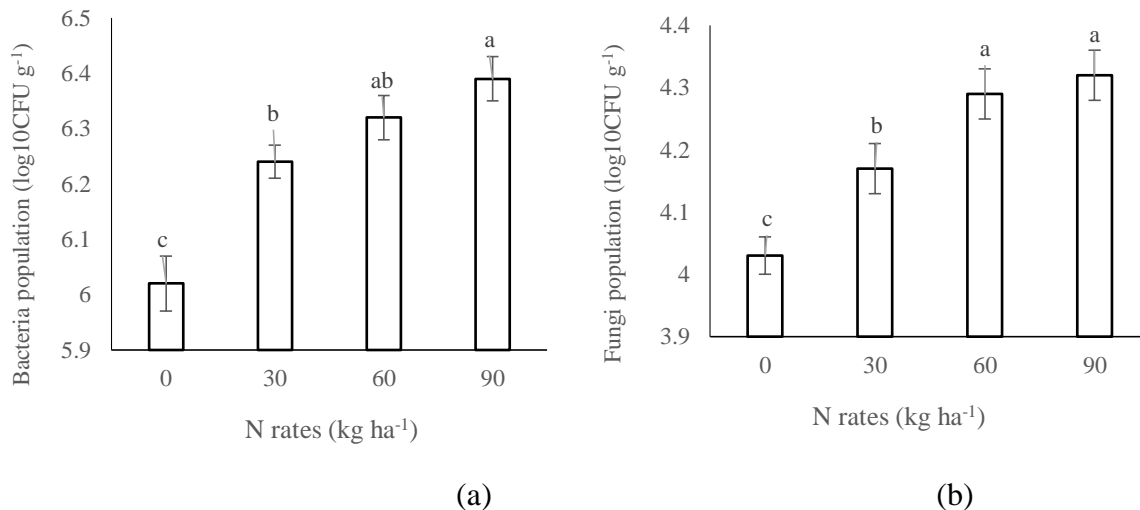 Bacteria population (log10CFU g-1)
6.5
6.4
6.3
6.2
6.1
6
5.9
c
b
ab
a
0 30 60 90
N rates (kg ha-1)
(a)
Fungi population (log10CFU g-1)
4.4
4.3
4.2
4.1
4
3.9
c
b
a
a
0 30 60 90
N rates (kg ha-1)
(b)